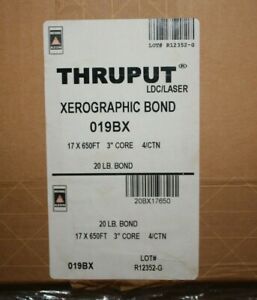 LOT# R12352-G
THRUPUT®
LDC/LASER
XEROGRAPHIC BOND
019BX
17 X 650FT 3" CORE 4/CTN
20 LB. BOND
20BX17650
20 LB. BOND
17 X 650FT 3" CORE 4/CTN
LOT#
019BX R12352-G